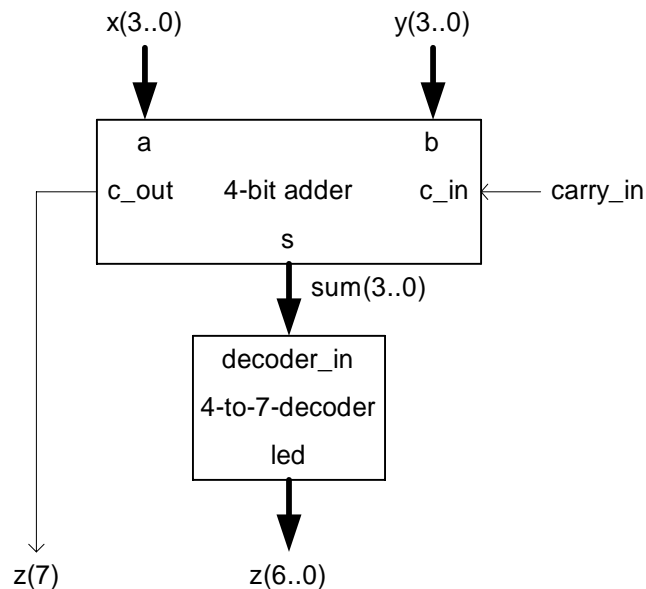 x(3..0) y(3..0)
a b
c_out 4-bit adder c_in carry_in
s
sum(3..0)
decoder_in
4-to-7-decoder
led
z(7) z(6..0)